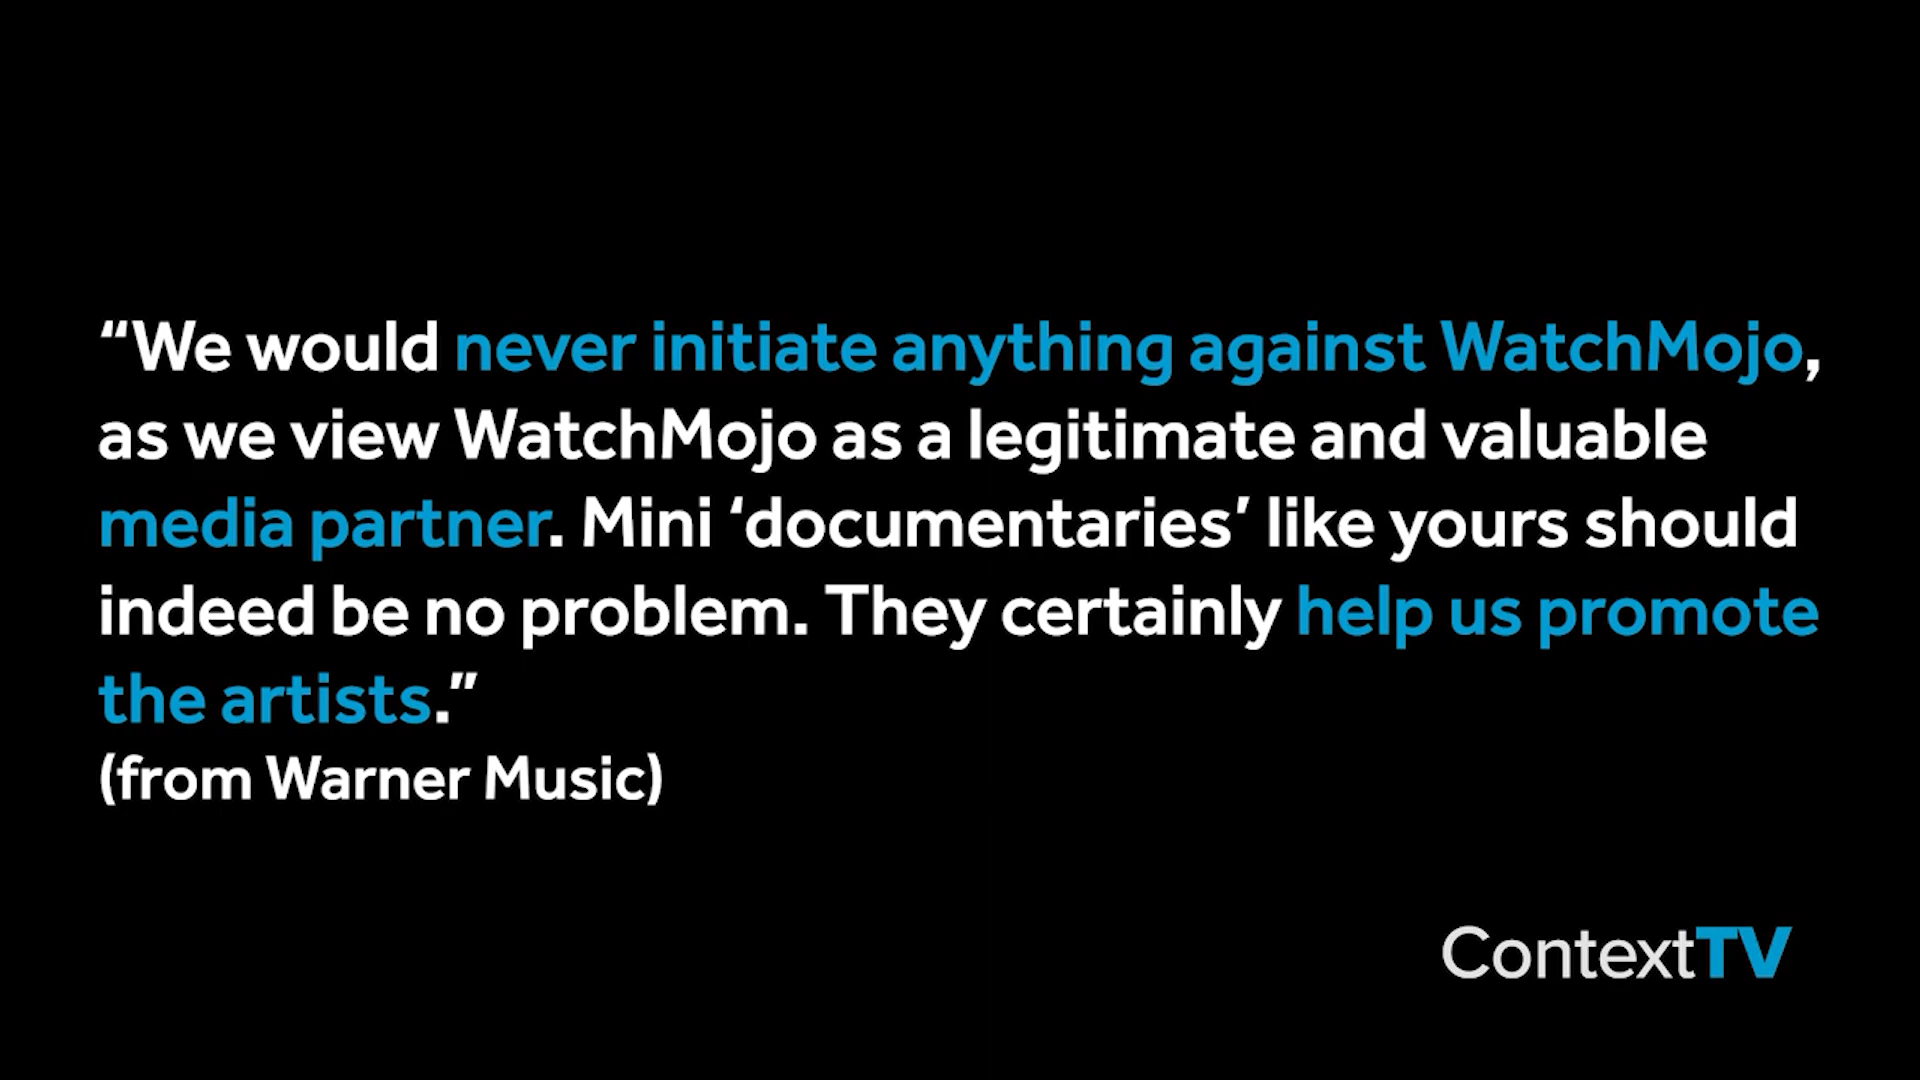 “We would never initiate anything against WatchMojo,
as we view WatchMojo as a legitimate and valuable
media partner. Mini ‘documentaries’ like yours should
indeed be no problem. They certainly help us promote
the artists.”
(from Warner Music)
ContextTV